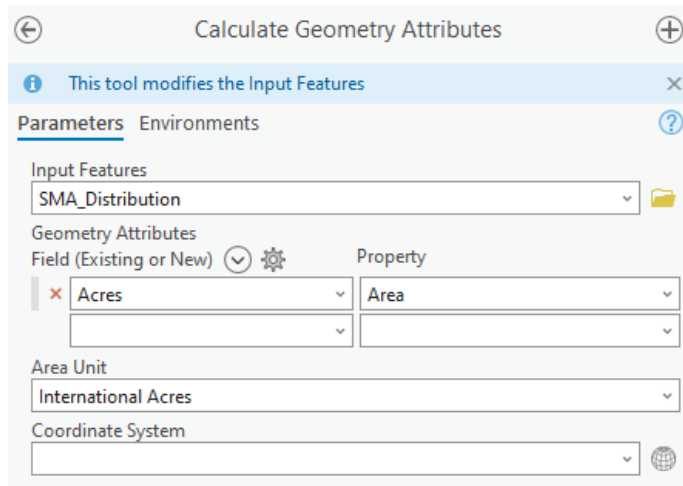 Calculate Geometry Attributes
This tool modifies the Input Features
Parameters Environments
Input Features
SMA_Distribution
Geometry Attributes
Field (Existing or New) Property
Acres Area
Area Unit
International Acres
Coordinate System